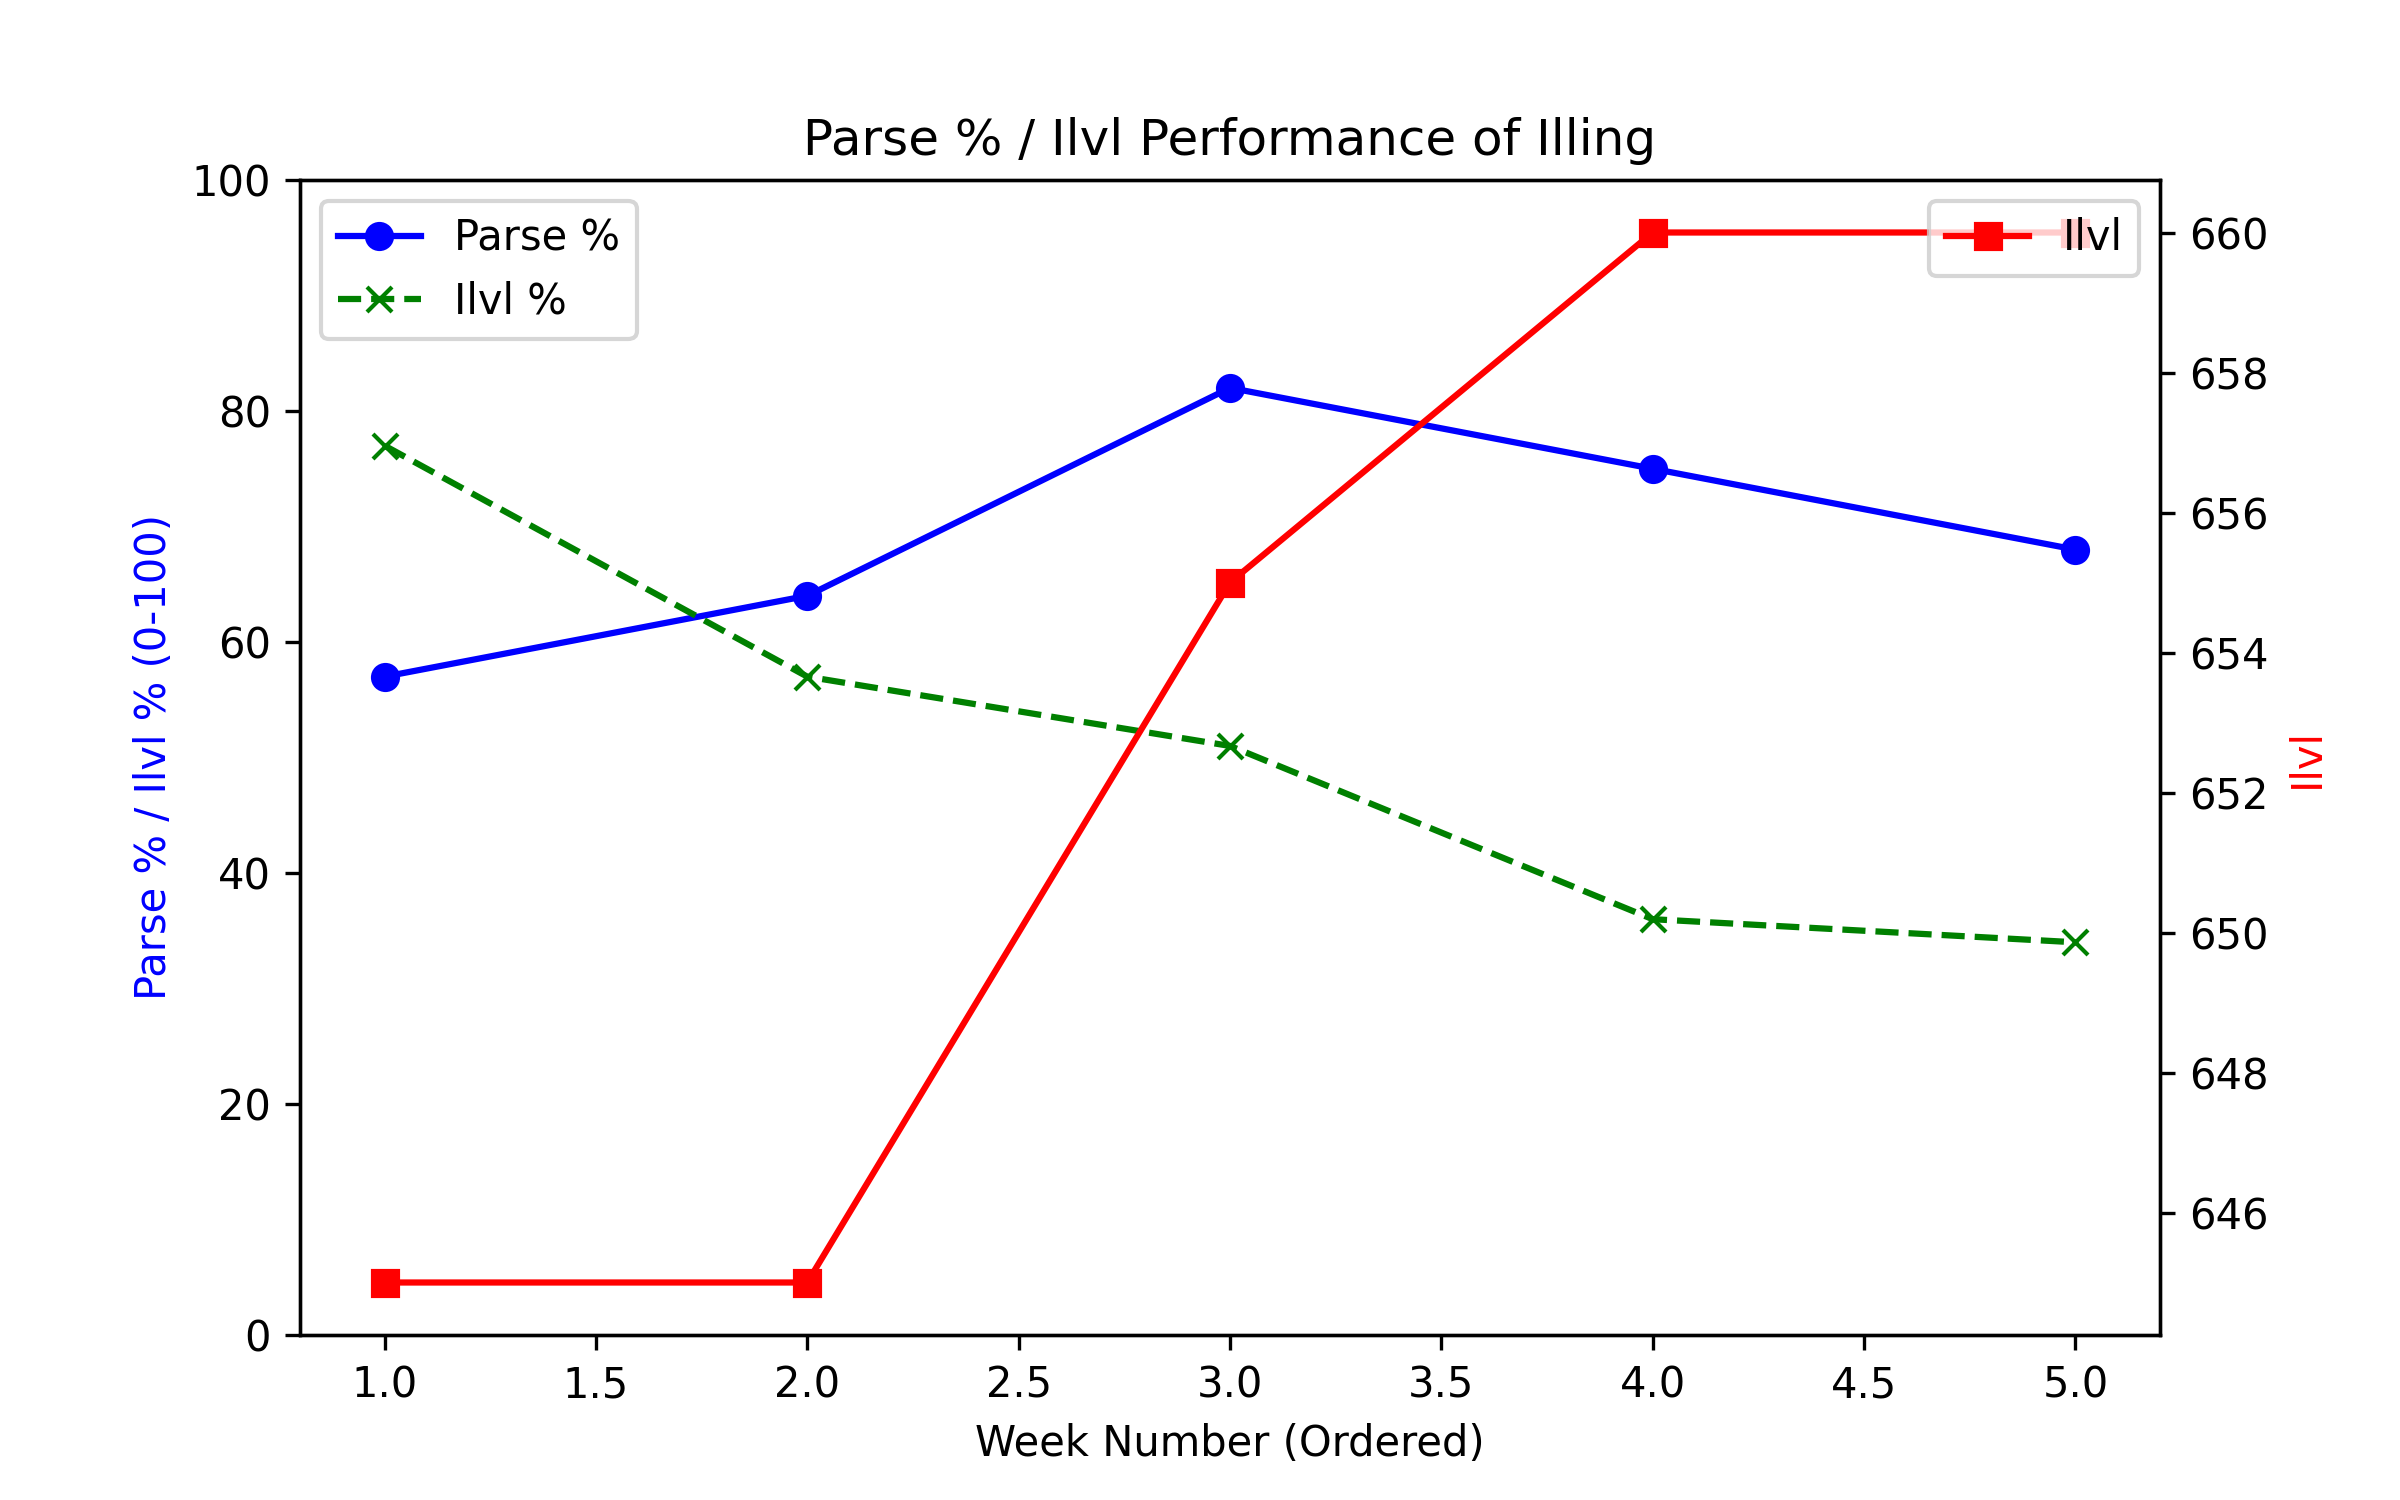 Parse % / Ilvl Performance of Illing
Parse %
Ilvl %
Ilvl
100
80
60
40
20
0
Parse % / Ilvl % (0-100)
660
658
656
654
652
650
648
646
Ilvl
1.0 1.5 2.0 2.5 3.0 3.5 4.0 4.5 5.0
Week Number (Ordered)